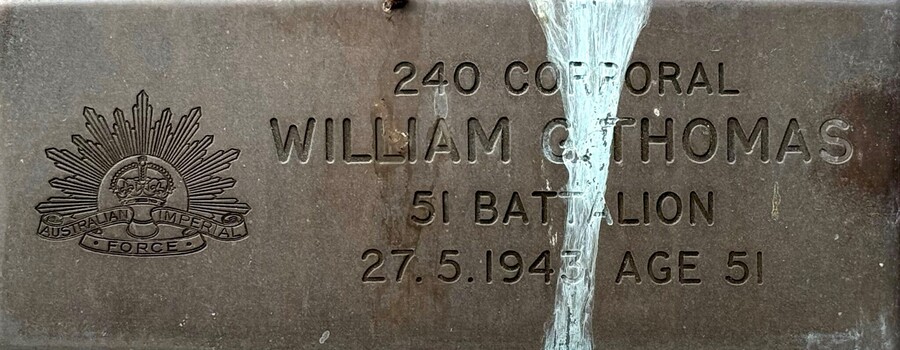 AUSTRALIAN IMPERIAL
FORCE
240 CORPORAL
WILLIAM G. THOMAS
51 BATTALION
27.5.1943 AGE 51